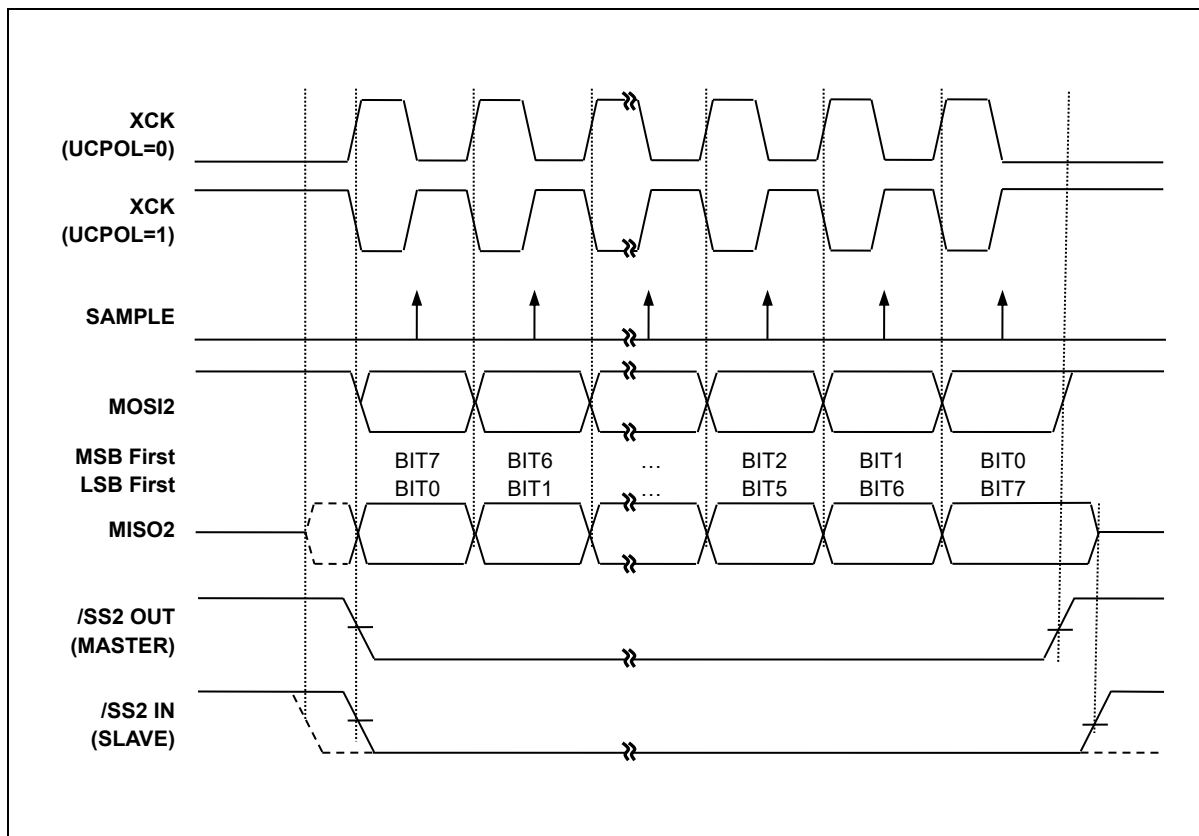 XCK
(UCPOL=0)
XCK
(UCPOL=1)
SAMPLE
MOSI2
MSB First BIT7 BIT6 … BIT2 BIT1 BIT0
LSB First BIT0 BIT1 … BIT5 BIT6 BIT7
MISO2
/SS2 OUT
(MASTER)
/SS2 IN
(SLAVE)